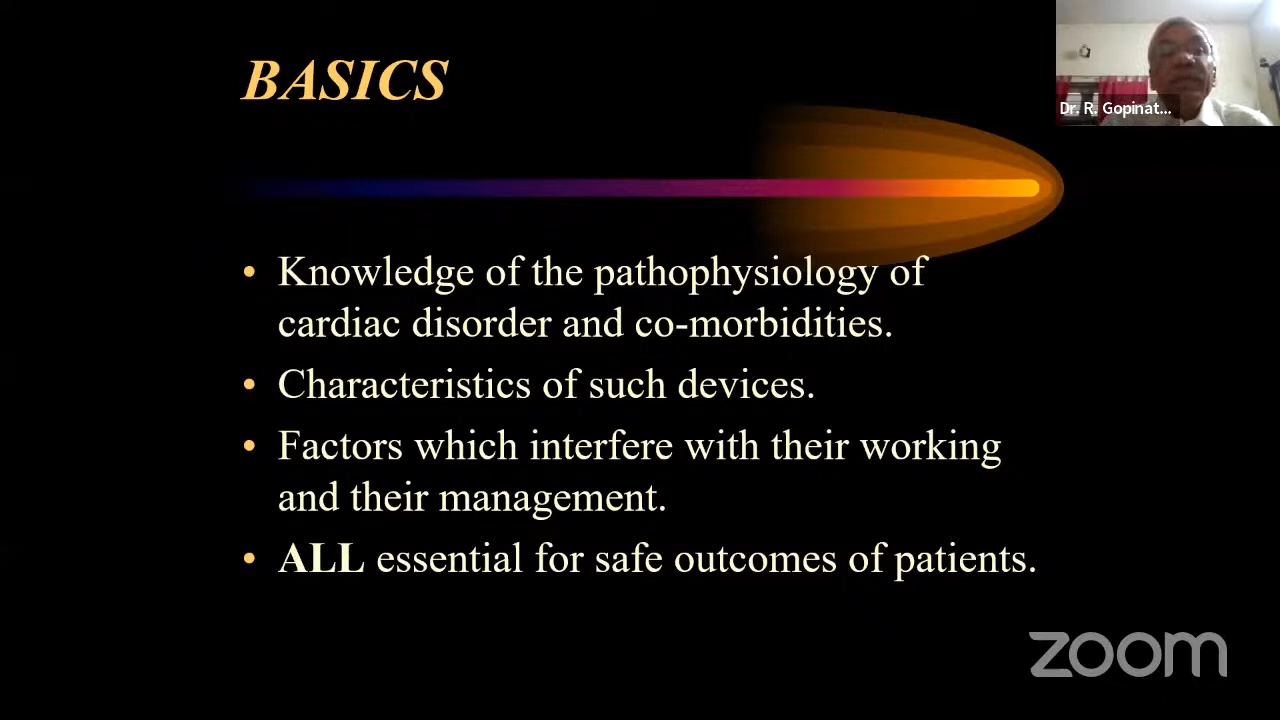 BASICS
Dr. R. Gopinat...
• Knowledge of the pathophysiology of
cardiac disorder and co-morbidities.
• Characteristics of such devices.
• Factors which interfere with their working
and their management.
• ALL essential for safe outcomes of patients.
zoom